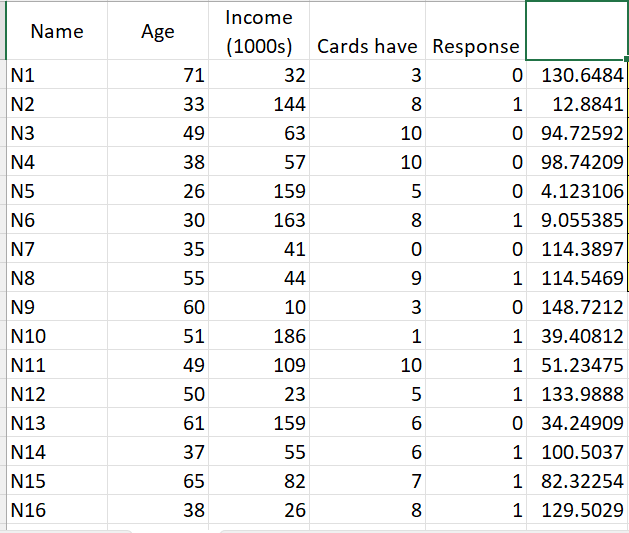 Name Age Income (1000s) Cards have Response
N1 71 32 3 0 130.6484
N2 33 144 8 1 12.8841
N3 49 63 10 0 94.72592
N4 38 57 10 0 98.74209
N5 26 159 5 0 4.123106
N6 30 163 8 1 9.055385
N7 35 41 0 0 114.3897
N8 55 44 9 1 114.5469
N9 60 10 3 0 148.7212
N10 51 186 1 1 39.40812
N11 49 109 10 1 51.23475
N12 50 23 5 1 133.9888
N13 61 159 6 0 34.24909
N14 37 55 6 1 100.5037
N15 65 82 7 1 82.32254
N16 38 26 8 1 129.5029